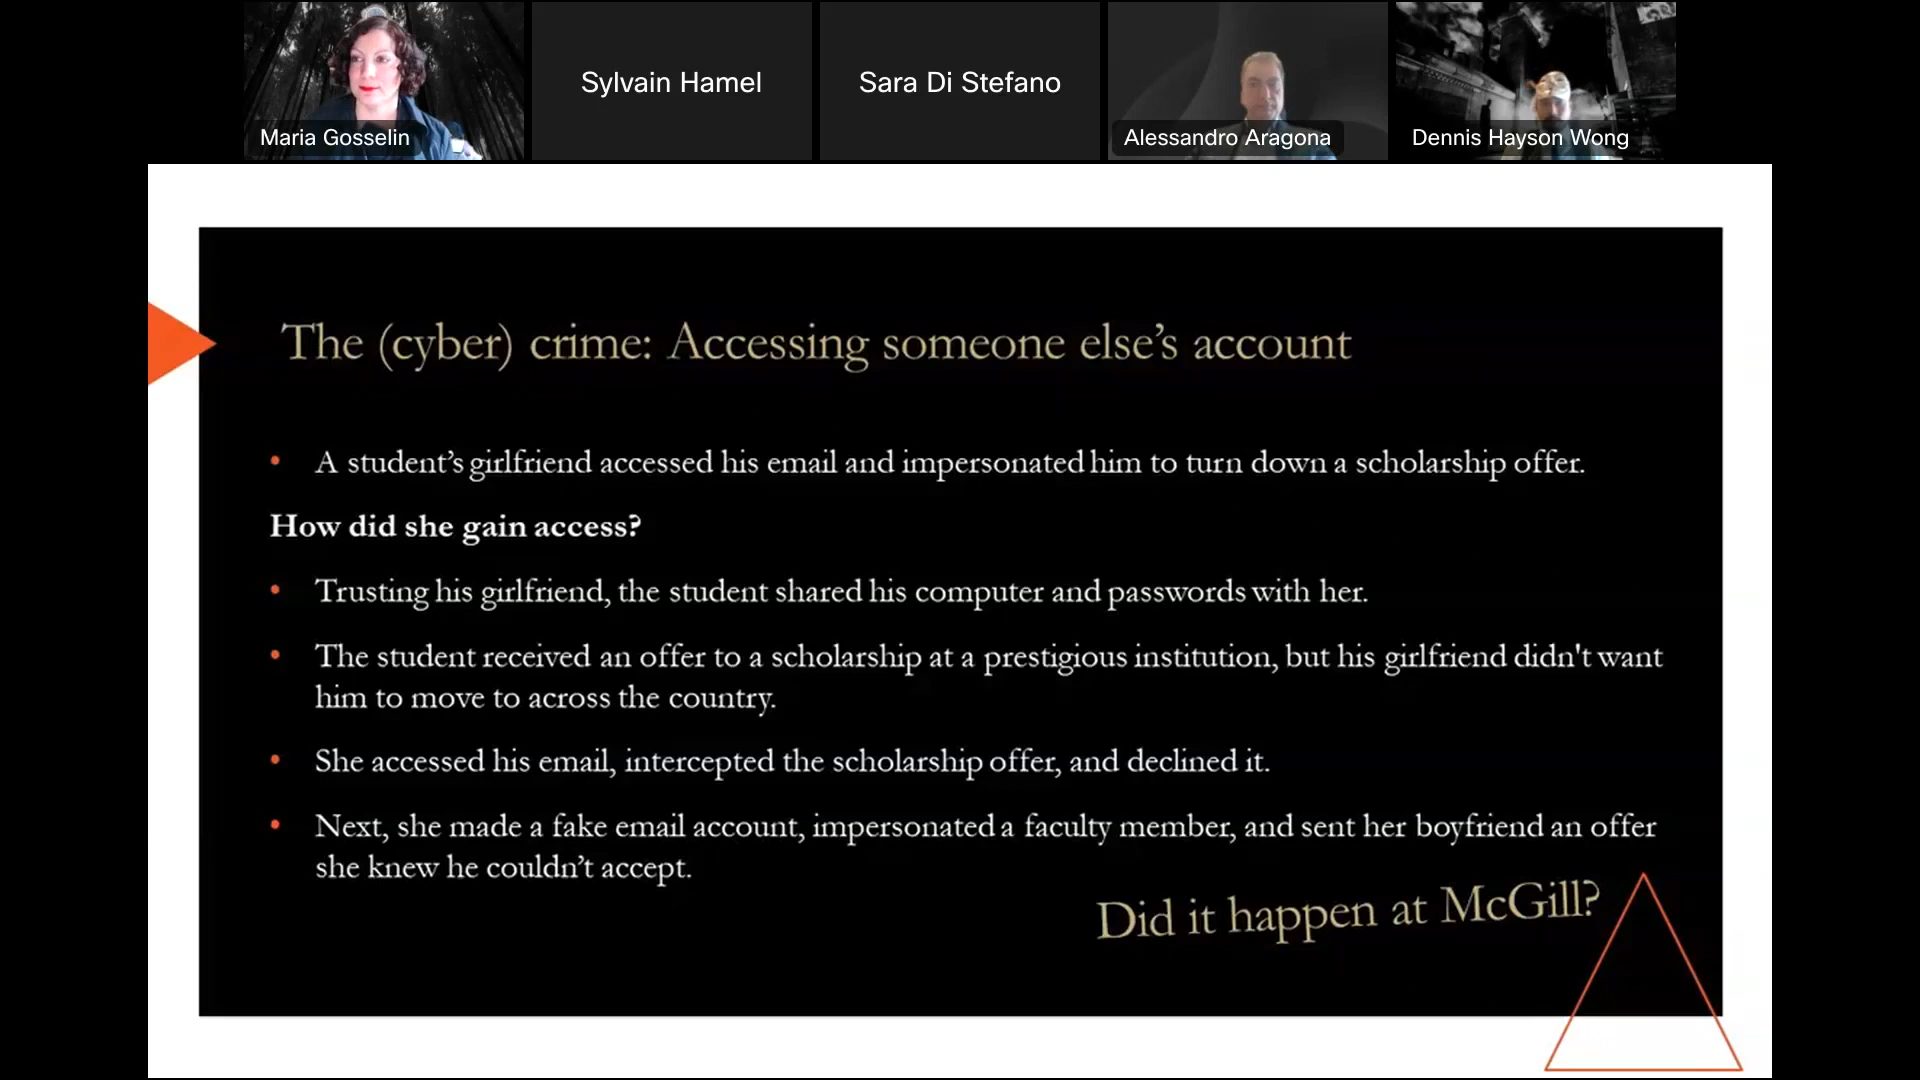 Maria Gosselin
Sylvain Hamel
Sara Di Stefano
Alessandro Aragona
Dennis Hayson Wong
The (cyber) crime: Accessing someone else’s account
• A student’s girlfriend accessed his email and impersonated him to turn down a scholarship offer.
How did she gain access?
• Trusting his girlfriend, the student shared his computer and passwords with her.
• The student received an offer to a scholarship at a prestigious institution, but his girlfriend didn't want
him to move to across the country.
• She accessed his email, intercepted the scholarship offer, and declined it.
• Next, she made a fake email account, impersonated a faculty member, and sent her boyfriend an offer
she knew he couldn’t accept.
Did it happen at McGill?